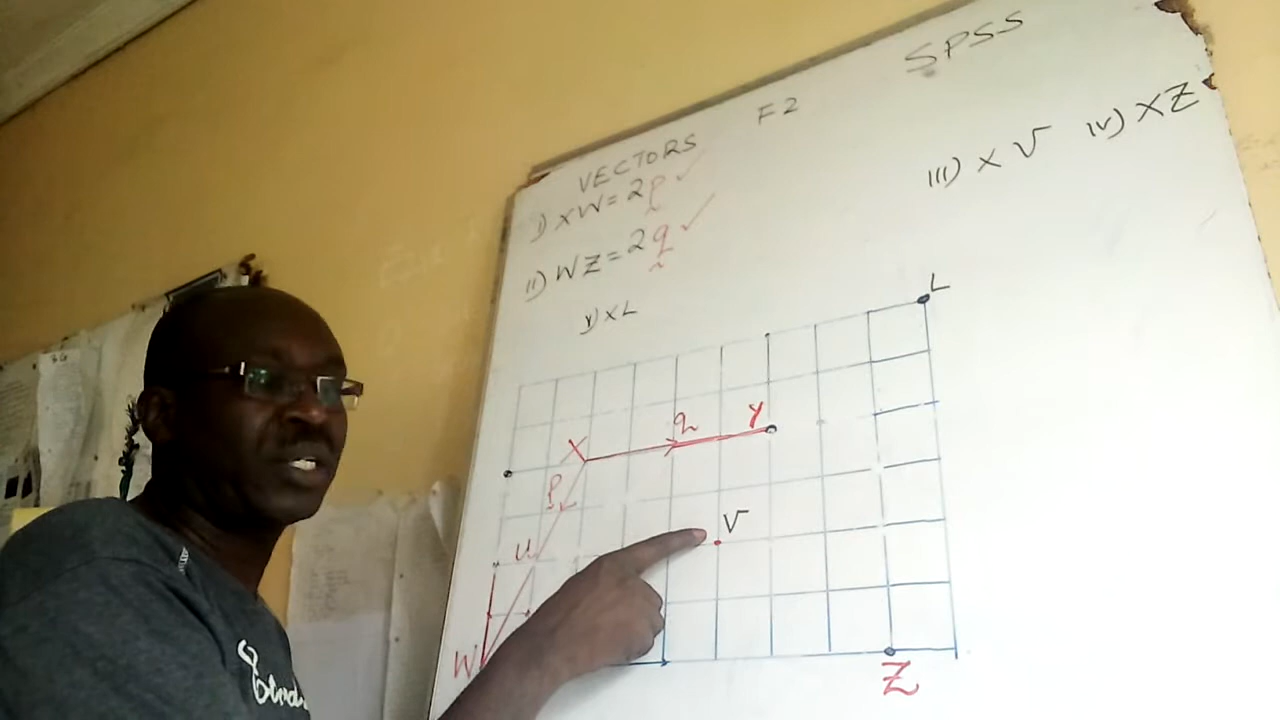 SPSS
F2
VECTORS
I) XW = 2p ✓
II) WZ = 2q ✓
III) XV IV) XZ
V) XL
L
X q Y
p
V
U
W
Z